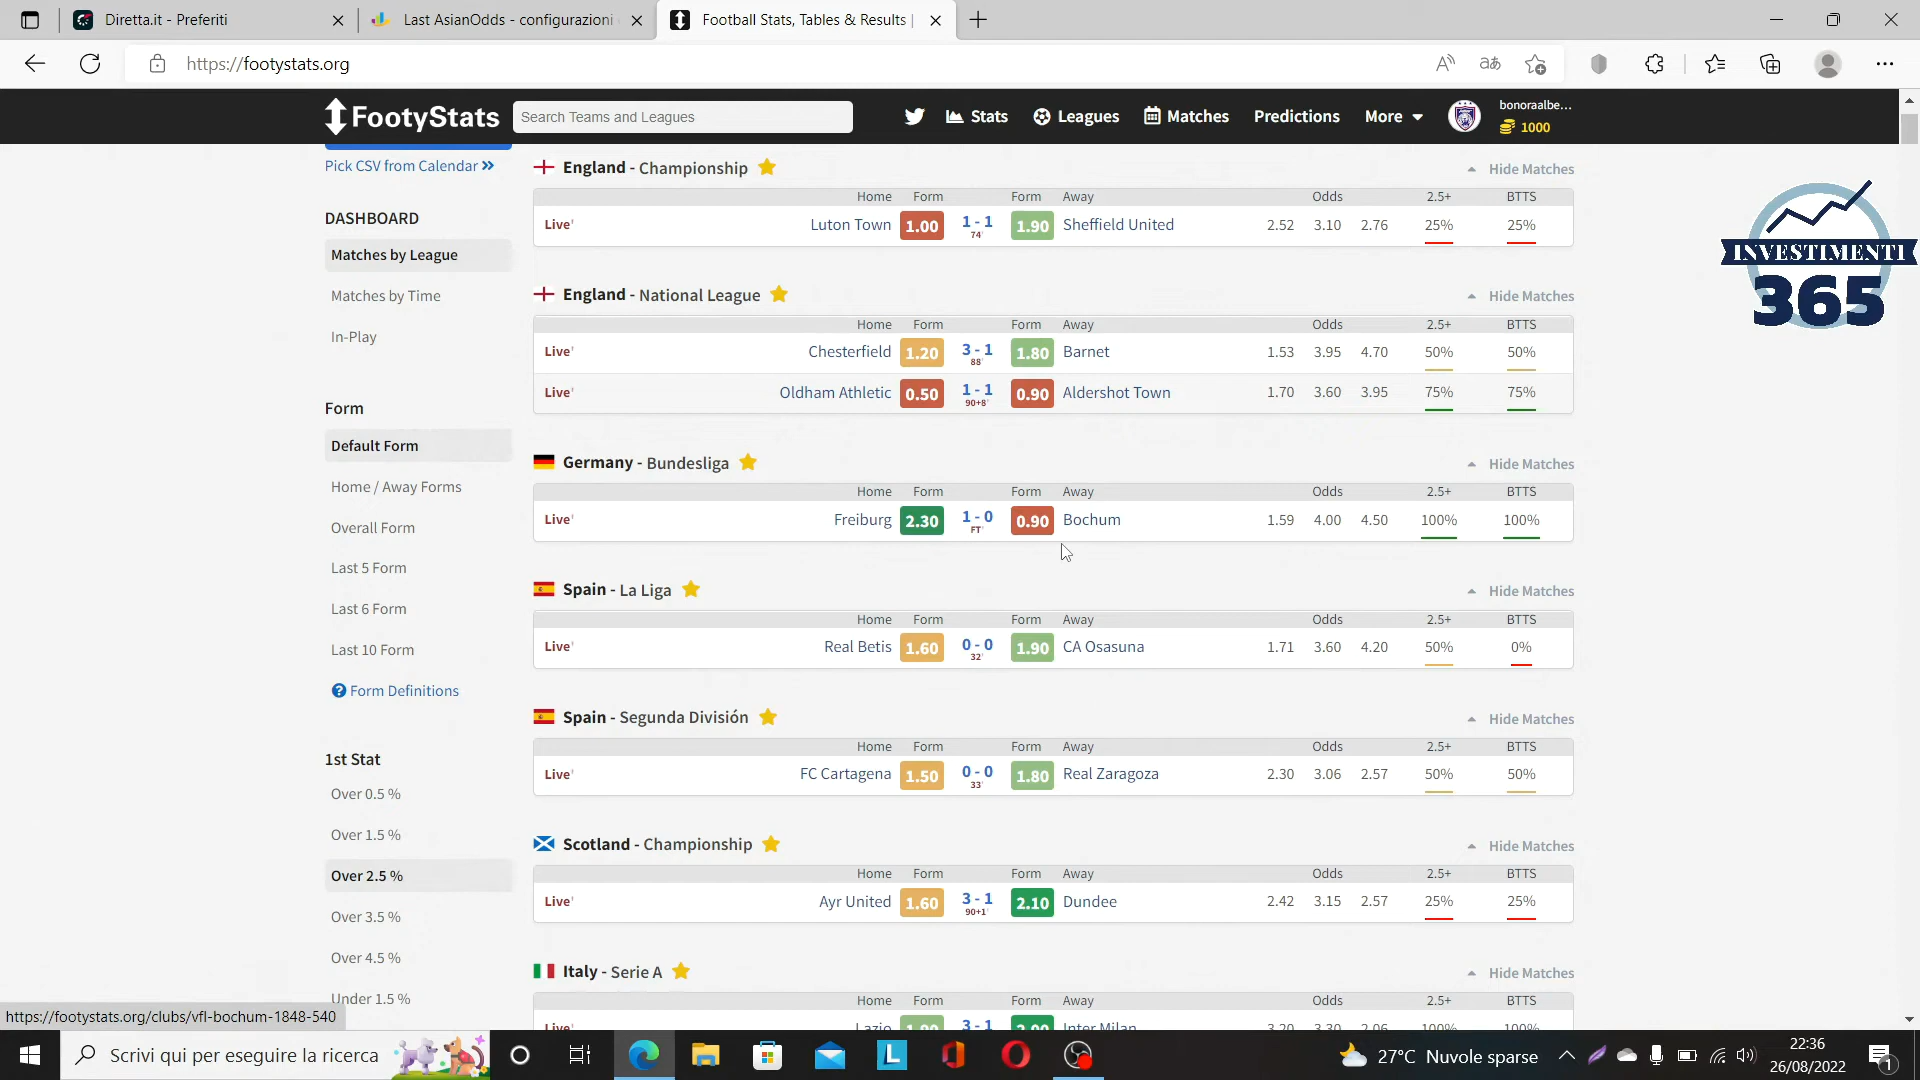 Diretta.it - Preferiti
Last AsianOdds - configurazioni
Football Stats, Tables & Results |
https://footystats.org
FootyStats
Search Teams and Leagues
Stats
Leagues
Matches
Predictions
More
bonoraalbe...
1000
Pick CSV from Calendar
DASHBOARD
Matches by League
Matches by Time
In-Play
Form
Default Form
Home / Away Forms
Overall Form
Last 5 Form
Last 6 Form
Last 10 Form
Form Definitions
1st Stat
Over 0.5 %
Over 1.5 %
Over 2.5 %
Over 3.5 %
Over 4.5 %
Under 1.5 %
England - Championship Hide Matches
Home Form Form Away Odds 2.5+ BTTS
Live' Luton Town 1.00 1 - 1 1.90 Sheffield United 2.52 3.10 2.76 25% 25%
74'
England - National League Hide Matches
Home Form Form Away Odds 2.5+ BTTS
Live' Chesterfield 1.20 3 - 1 1.80 Barnet 1.53 3.95 4.70 50% 50%
88'
Live' Oldham Athletic 0.50 1 - 1 0.90 Aldershot Town 1.70 3.60 3.95 75% 75%
90+8'
Germany - Bundesliga Hide Matches
Home Form Form Away Odds 2.5+ BTTS
Live' Freiburg 2.30 1 - 0 0.90 Bochum 1.59 4.00 4.50 100% 100%
FT'
Spain - La Liga Hide Matches
Home Form Form Away Odds 2.5+ BTTS
Live' Real Betis 1.60 0 - 0 1.90 CA Osasuna 1.71 3.60 4.20 50% 0%
32'
Spain - Segunda División Hide Matches
Home Form Form Away Odds 2.5+ BTTS
Live' FC Cartagena 1.50 0 - 0 1.80 Real Zaragoza 2.30 3.06 2.57 50% 50%
33'
Scotland - Championship Hide Matches
Home Form Form Away Odds 2.5+ BTTS
Live' Ayr United 1.60 3 - 1 2.10 Dundee 2.42 3.15 2.57 25% 25%
90+1'
Italy - Serie A Hide Matches
Home Form Form Away Odds 2.5+ BTTS
Live' Lazio 3 - 1 Inter Milan 3.20 3.30 2.06 100% 100%
INVESTIMENTI
365
https://footystats.org/clubs/vfl-bochum-1848-540
Scrivi qui per eseguire la ricerca
27°C Nuvole sparse
22:36
26/08/2022
1